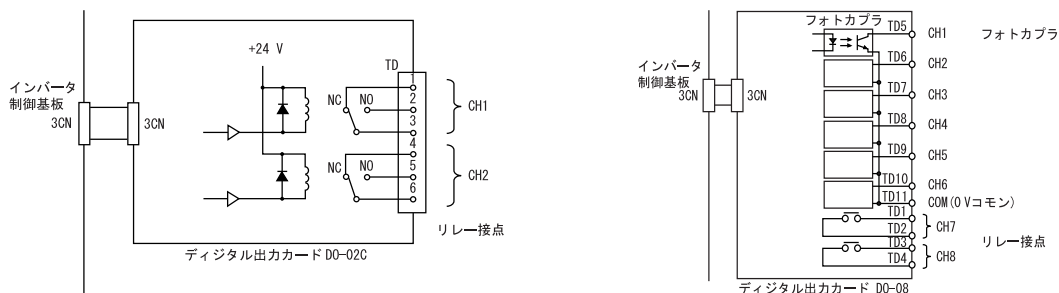 +24 V
TD
インバータ
制御基板
3CN
3CN
NC
NO
1
2
3
CH1
NC
NO
4
5
6
CH2
リレー接点
ディジタル出力カード DO-02C
フォトカプラ
TD5
CH1
フォトカプラ
TD6
CH2
インバータ
制御基板
3CN
3CN
TD7
CH3
TD8
CH4
TD9
CH5
TD10
CH6
TD11
COM(0 Vコモン)
TD1
TD2
CH7
リレー接点
TD3
TD4
CH8
ディジタル出力カード DO-08